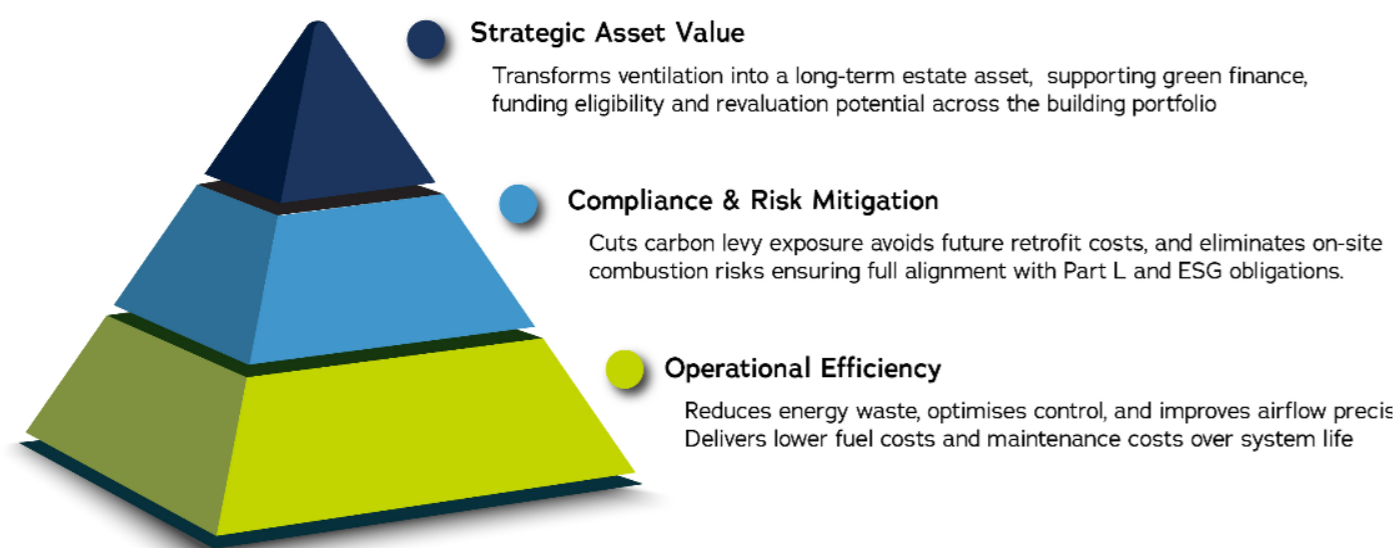 Strategic Asset Value
Transforms ventilation into a long-term estate asset, supporting green finance,
funding eligibility and revaluation potential across the building portfolio
Compliance & Risk Mitigation
Cuts carbon levy exposure avoids future retrofit costs, and eliminates on-site
combustion risks ensuring full alignment with Part L and ESG obligations.
Operational Efficiency
Reduces energy waste, optimises control, and improves airflow precis
Delivers lower fuel costs and maintenance costs over system life